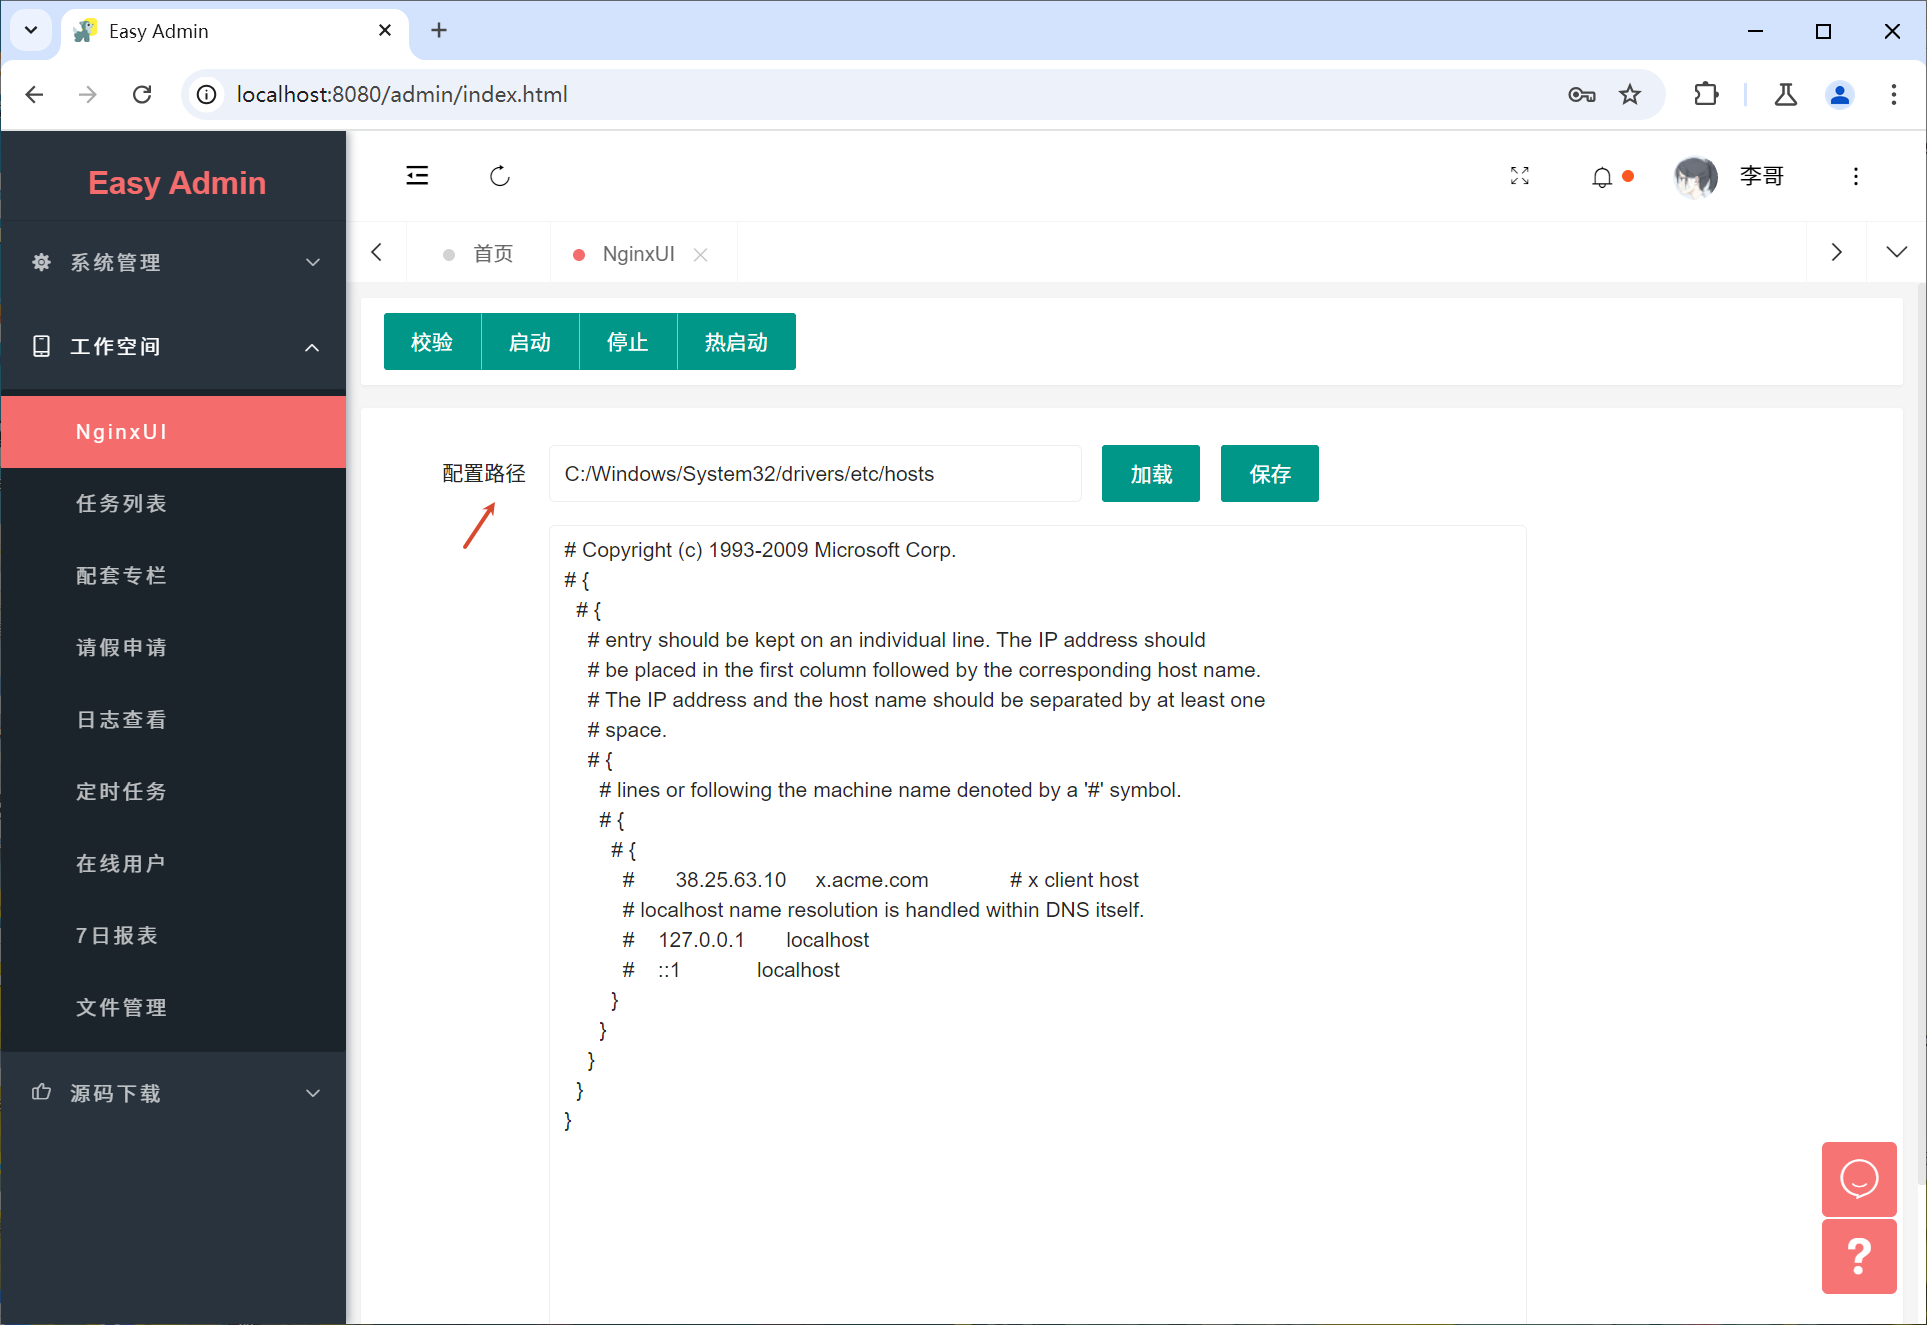 Easy Admin
localhost:8080/admin/index.html
Easy Admin
李哥
系统管理
首页
NginxUI
工作空间
校验 启动 停止 热启动
NginxUI
配置路径 C:/Windows/System32/drivers/etc/hosts 加载 保存
任务列表
配套专栏
请假申请
日志查看
定时任务
在线用户
7日报表
文件管理
源码下载
# Copyright (c) 1993-2009 Microsoft Corp.
# {
# {
# entry should be kept on an individual line. The IP address should
# be placed in the first column followed by the corresponding host name.
# The IP address and the host name should be separated by at least one
# space.
# {
# lines or following the machine name denoted by a '#' symbol.
# {
# {
# 38.25.63.10 x.acme.com # x client host
# localhost name resolution is handled within DNS itself.
# 127.0.0.1 localhost
# ::1 localhost
}
}
}
}
}
?